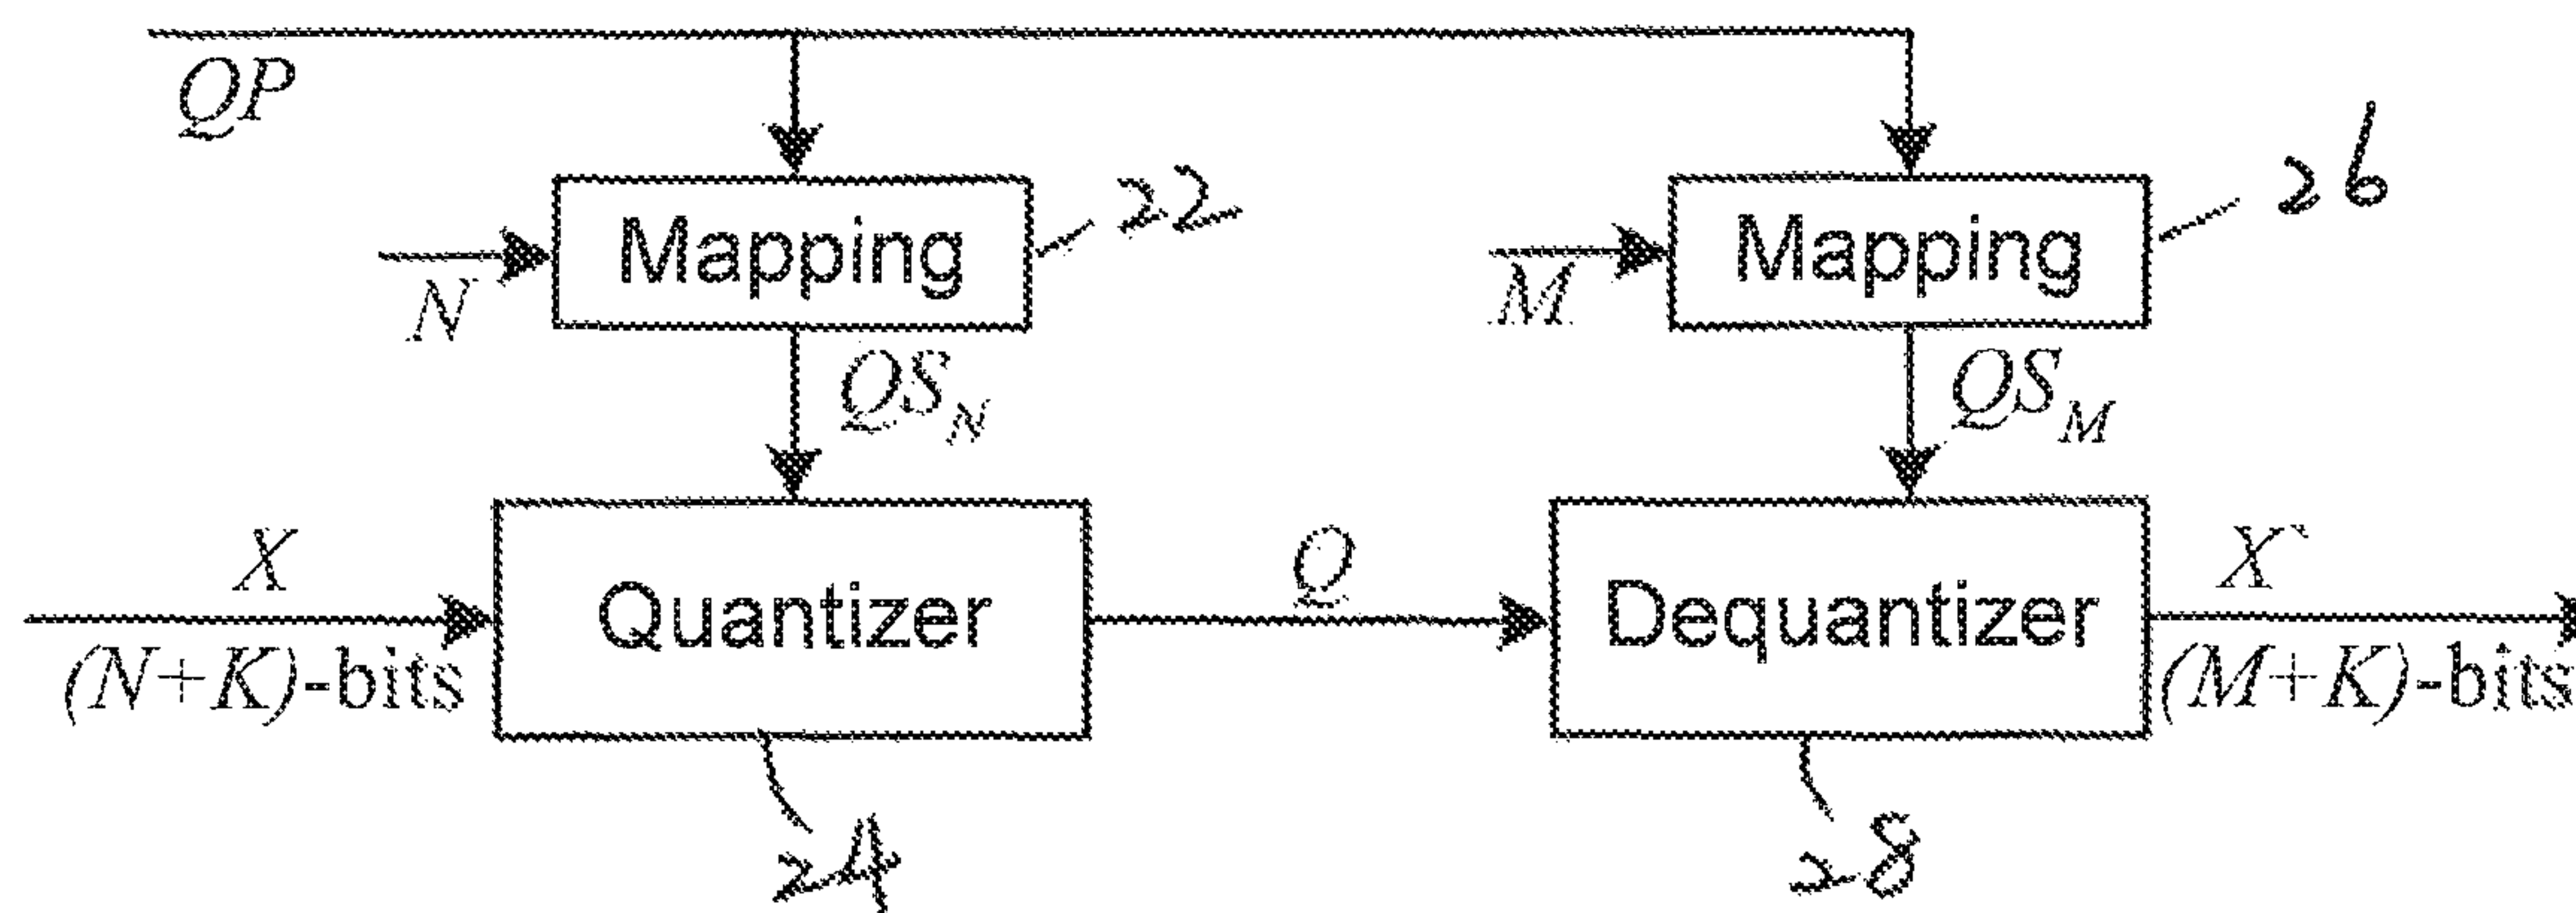 QP
Mapping 22
Mapping 26
N
M
QS_N
QS_M
X
Q
X`
Quantizer
Dequantizer
(N+K)-bits
(M+K)-bits
24
28